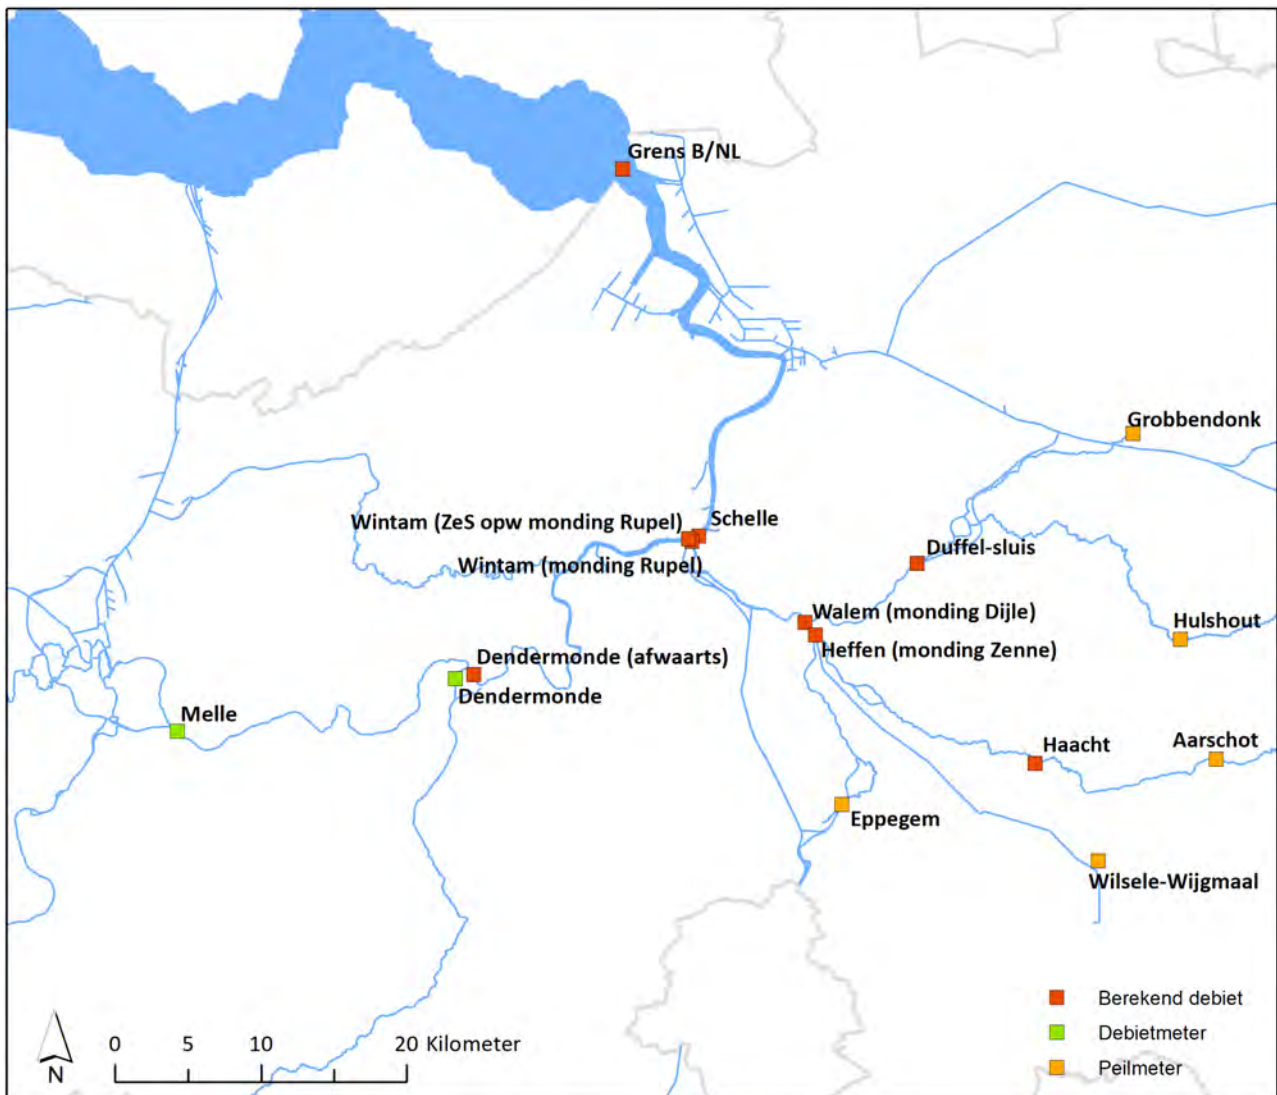 Grens B/NL
Grobbendonk
Schelle
Wintam (ZeS opw monding Rupel)
Duffel-sluis
Wintam (monding Rupel)
Walem (monding Dijle)
Hulshout
Heffen (monding Zenne)
Dendermonde (afwaarts)
Dendermonde
Melle
Haacht
Aarschot
Eppegem
Wilsele-Wijgmaal
Berekend debiet
Debietmeter
Peilmeter
0 5 10 20 Kilometer
N